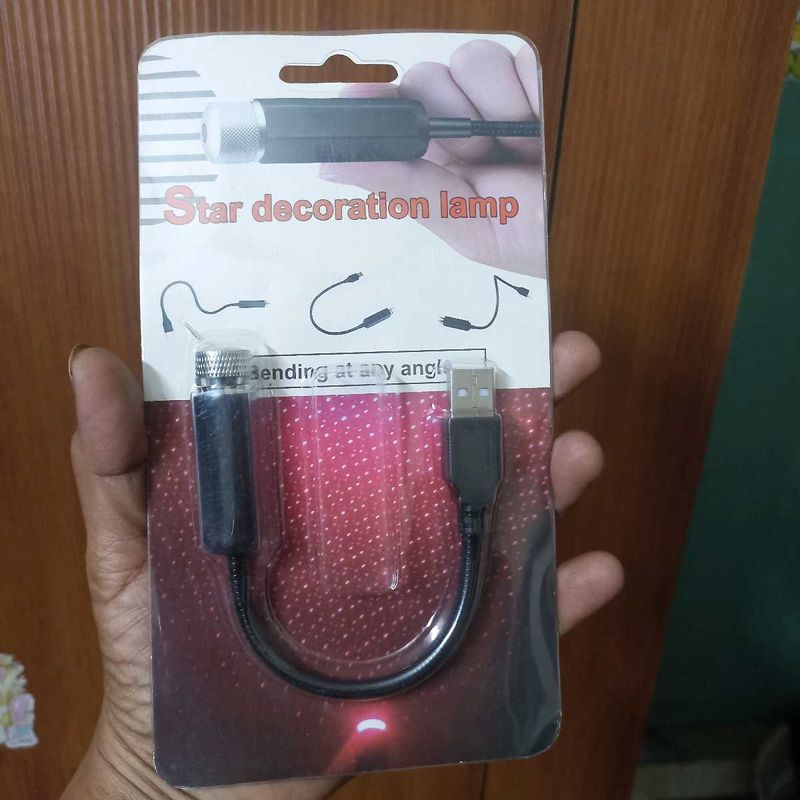 Star decoration lamp
Bending at any angle